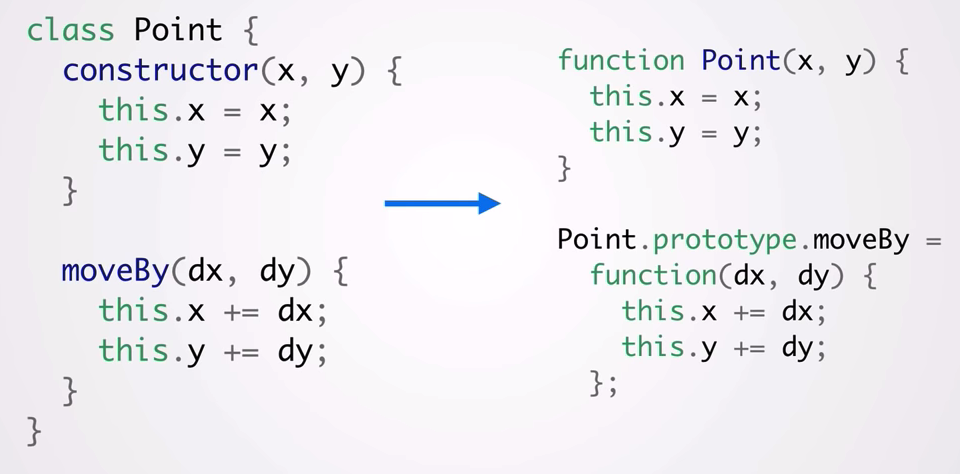 class Point {
  constructor(x, y) {
    this.x = x;
    this.y = y;
  }
  moveBy(dx, dy) {
    this.x += dx;
    this.y += dy;
  }
}
function Point(x, y) {
  this.x = x;
  this.y = y;
}
Point.prototype.moveBy =
  function(dx, dy) {
    this.x += dx;
    this.y += dy;
  };